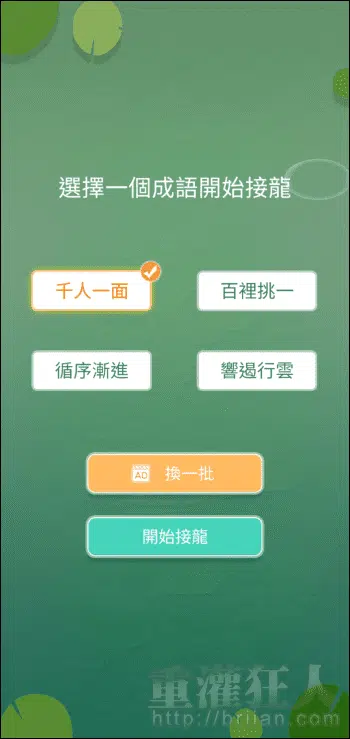 選擇一個成語開始接龍
千人一面
百裡挑一
循序漸進
響遏行雲
AD 換一批
開始接龍
重灌狂人
http://briian.com